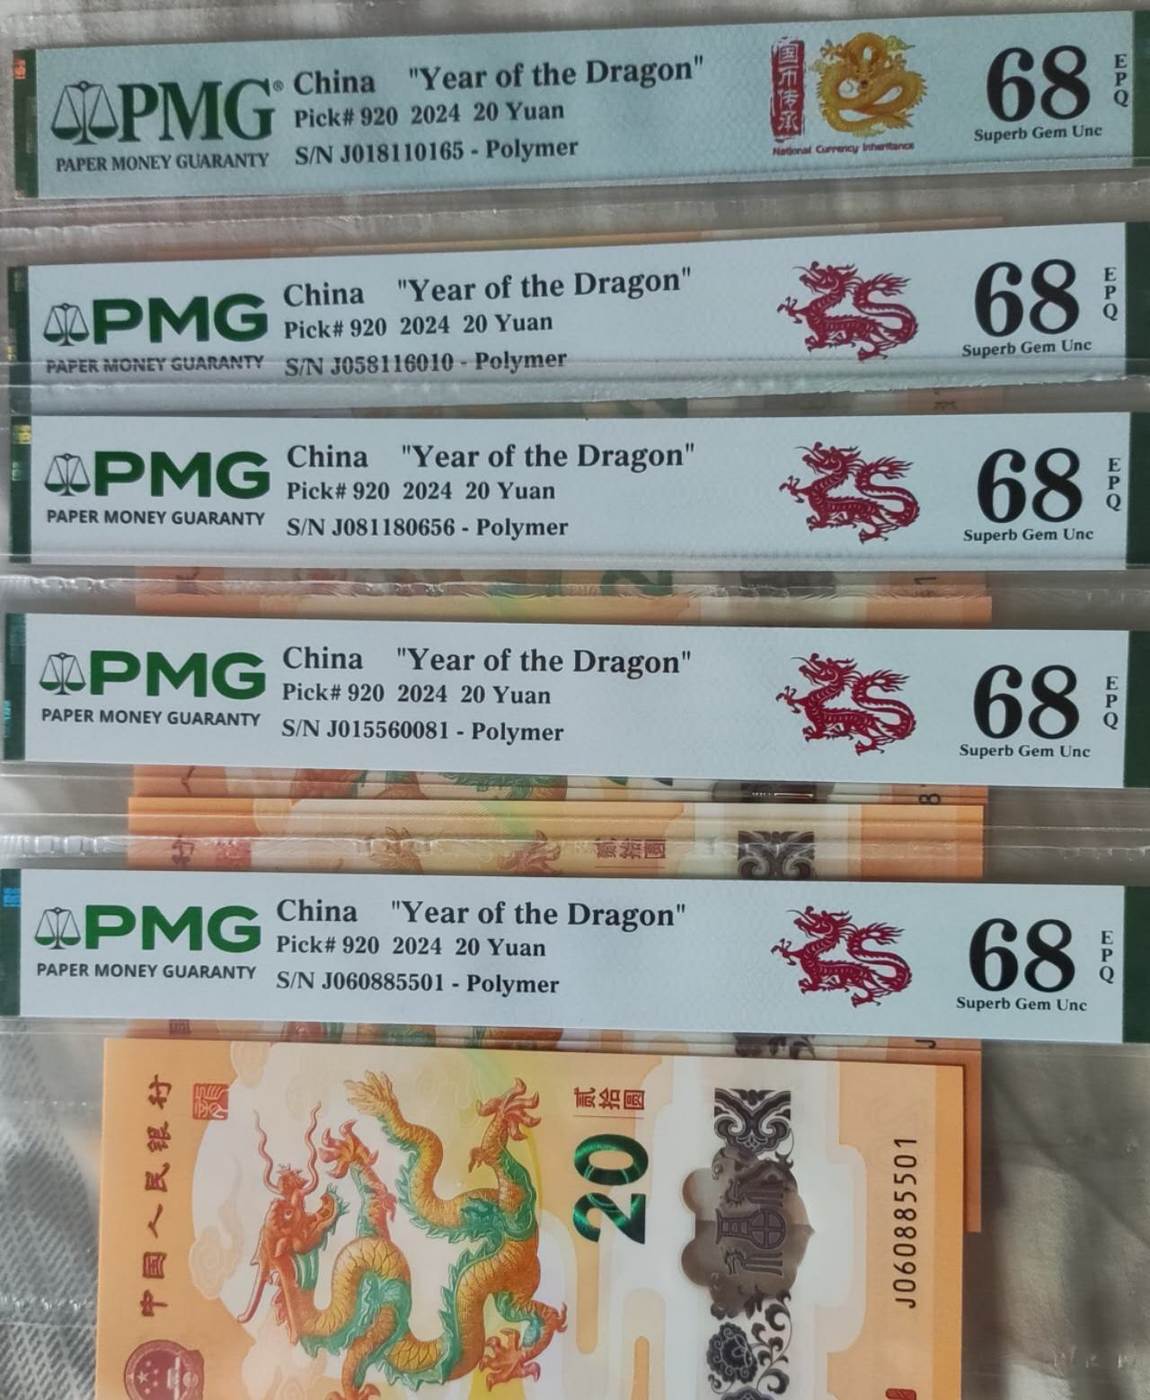 PMG® China "Year of the Dragon" 国币传承 68 EPQ
Pick# 920 2024 20 Yuan
PAPER MONEY GUARANTY S/N J018110165 - Polymer National Currency Inheritance Superb Gem Unc
PMG China "Year of the Dragon" 68 EPQ
Pick# 920 2024 20 Yuan
PAPER MONEY GUARANTY S/N J058116010 - Polymer Superb Gem Unc
PMG China "Year of the Dragon" 68 EPQ
Pick# 920 2024 20 Yuan
PAPER MONEY GUARANTY S/N J081180656 - Polymer Superb Gem Unc
PMG China "Year of the Dragon" 68 EPQ
Pick# 920 2024 20 Yuan
PAPER MONEY GUARANTY S/N J015560081 - Polymer Superb Gem Unc
贰拾圆
PMG China "Year of the Dragon" 68 EPQ
Pick# 920 2024 20 Yuan
PAPER MONEY GUARANTY S/N J060885501 - Polymer Superb Gem Unc
中国人民银行
贰拾圆
20
J060885501